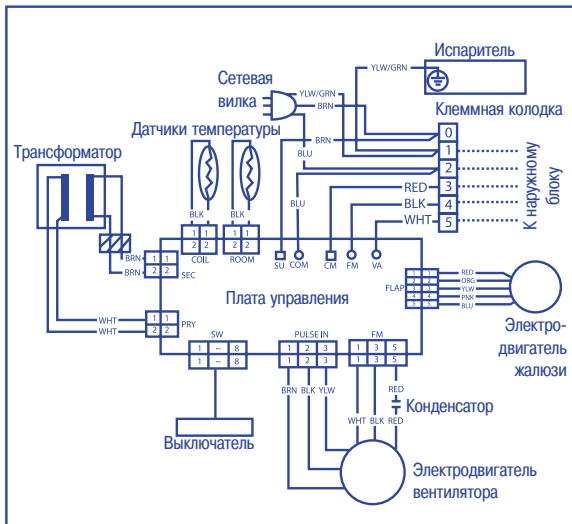 Испаритель
YLW/GRN
Сетевая
вилка
YLW/GRN
BRN
Клеммная колодка
Датчики температуры
0
1
2
3
4
5
BRN
BLU
BLU
RED
BLK
WHT
К наружному
блоку
Трансформатор
BLK
BLK
1 1
2 2
COIL
1 1
2 2
ROOM
SU
COM
CM
FM
VA
BRN
BRN
1 1
2 2
SEC
Плата управления
FLAP
1 1
2 2
3 3
4 4
5 5
RED
ORG
YLW
PNK
BLU
Электро-
двигатель
жалюзи
WHT
WHT
1 1
2 2
PRY
SW
1 ~ 8
1 ~ 8
PULSE IN
1 2 3
1 2 3
FM
1 3 5
1 3 5
BRN
BLK
YLW
WHT
BLK
RED
RED
Конденсатор
Выключатель
Электродвигатель
вентилятора